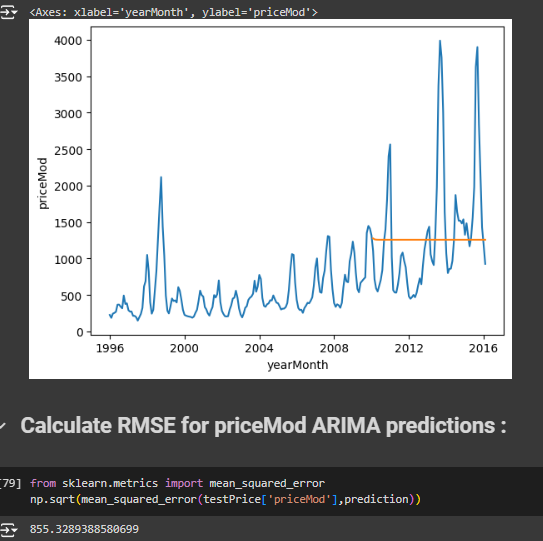 <Axes: xlabel='yearMonth', ylabel='priceMod'>
4000
3500
3000
2500
2000
1500
1000
500
0
priceMod
1996 2000 2004 2008 2012 2016
yearMonth
Calculate RMSE for priceMod ARIMA predictions :
[79] from sklearn.metrics import mean_squared_error
np.sqrt(mean_squared_error(testPrice['priceMod'],prediction))
855.3289388580699